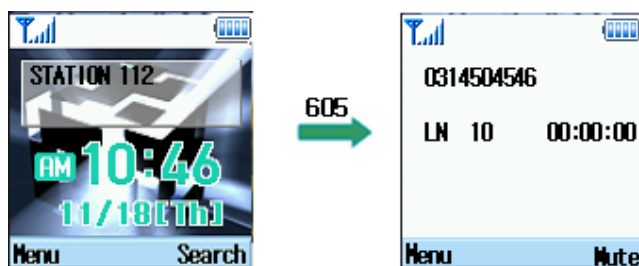 STATION 112
AM 10:46
11/18[Th]
Menu Search
605
0314504546
LN 10 00:00:00
Menu Mute